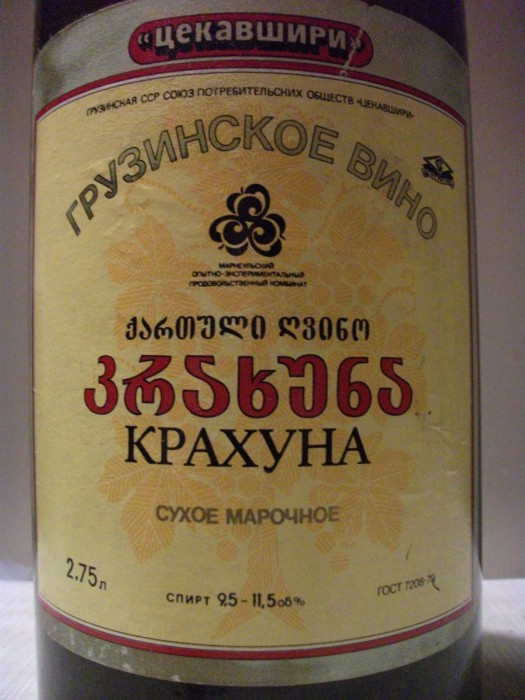 «цекавшири»
ГРУЗИНСКАЯ ССР СОЮЗ ПОТРЕБИТЕЛЬСКИХ ОБЩЕСТВ «ЦЕКАВШИРИ»
ГРУЗИНСКОЕ ВИНО
МАРНЕУЛЬСКИЙ
ОПЫТНО-ЭКСПЕРИМЕНТАЛЬНЫЙ
ПРОДОВОЛЬСТВЕННЫЙ КОМБИНАТ
ქართული ღვინო
კრახუნა
КРАХУНА
СУХОЕ МАРОЧНОЕ
2.75л
СПИРТ 9,5-11,5об%
ГОСТ 7208-70